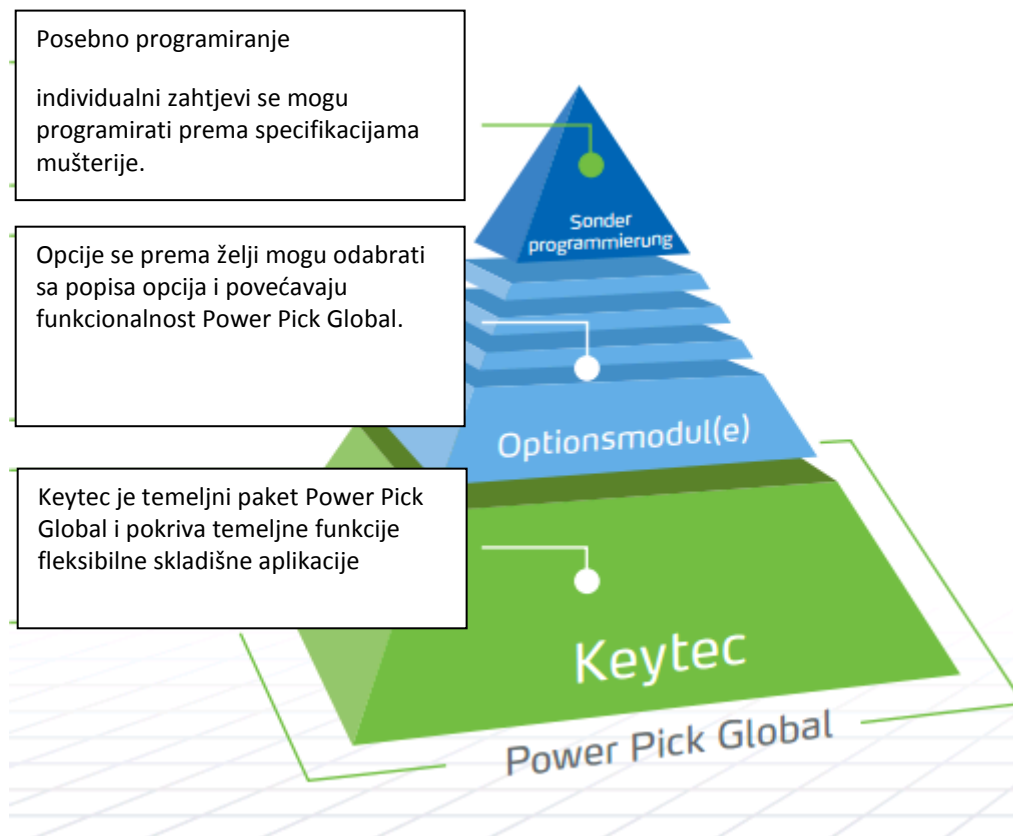 Posebno programiranje
individualni zahtjevi se mogu
programirati prema specifikacijama
mušterije.
Sonder
programmierung
Opcije se prema želji mogu odabrati
sa popisa opcija i povećavaju
funkcionalnost Power Pick Global.
Optionsmodul(e)
Keytec je temeljni paket Power Pick
Global i pokriva temeljne funkcije
fleksibilne skladišne aplikacije
Keytec
Power Pick Global